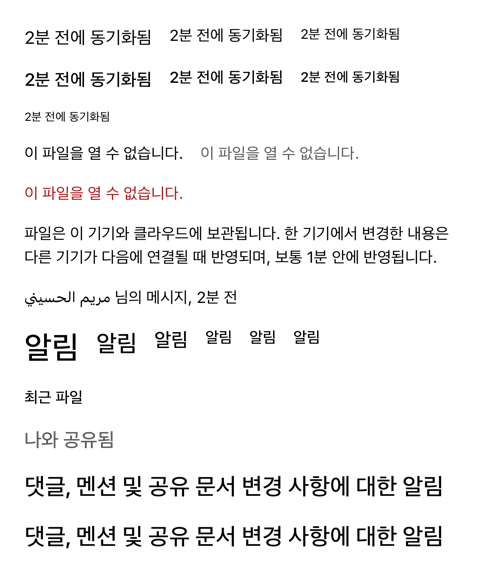 2분 전에 동기화됨 2분 전에 동기화됨 2분 전에 동기화됨
2분 전에 동기화됨 2분 전에 동기화됨 2분 전에 동기화됨
2분 전에 동기화됨
이 파일을 열 수 없습니다. 이 파일을 열 수 없습니다.
이 파일을 열 수 없습니다.
파일은 이 기기와 클라우드에 보관됩니다. 한 기기에서 변경한 내용은
다른 기기가 다음에 연결될 때 반영되며, 보통 1분 안에 반영됩니다.
مريم الحسيني 님의 메시지, 2분 전
알림 알림 알림 알림 알림 알림
최근 파일
나와 공유됨
댓글, 멘션 및 공유 문서 변경 사항에 대한 알림
댓글, 멘션 및 공유 문서 변경 사항에 대한 알림